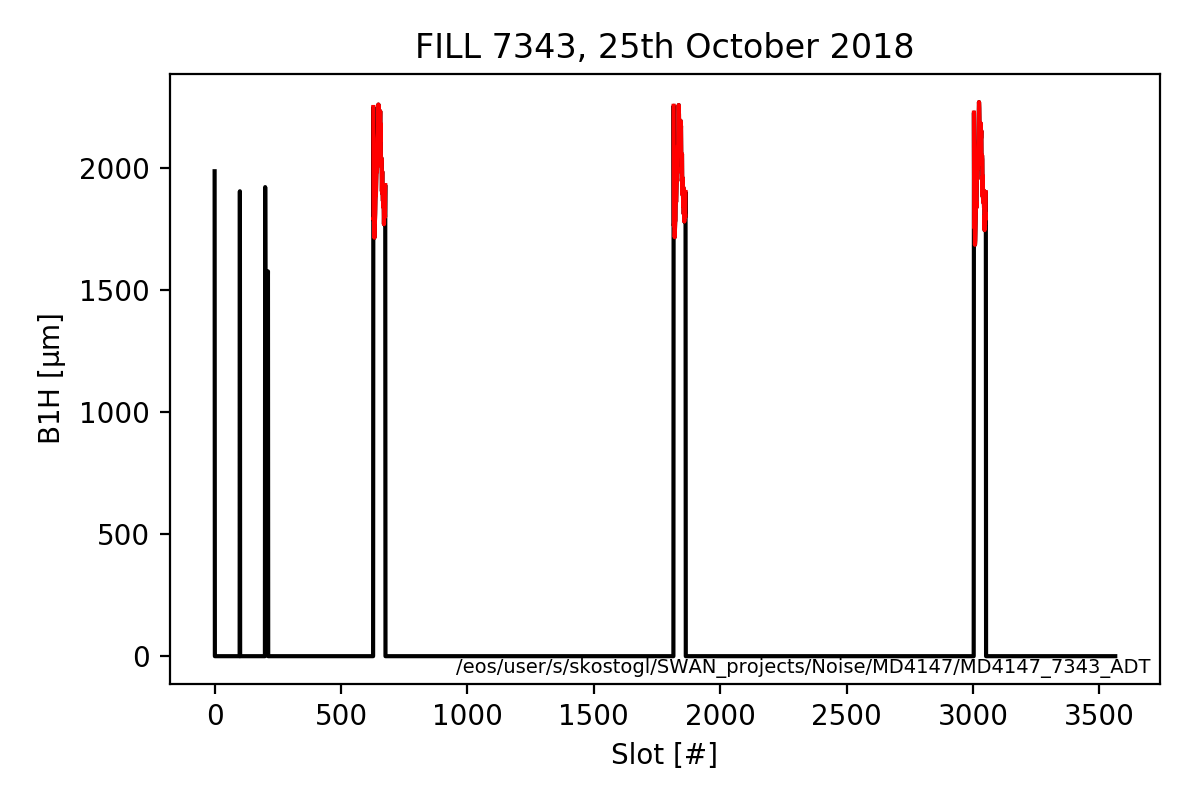 FILL 7343, 25th October 2018
B1H [μm]
2000
1500
1000
500
0
/eos/user/s/skostogl/SWAN_projects/Noise/MD4147/MD4147_7343_ADT
0 500 1000 1500 2000 2500 3000 3500
Slot [#]